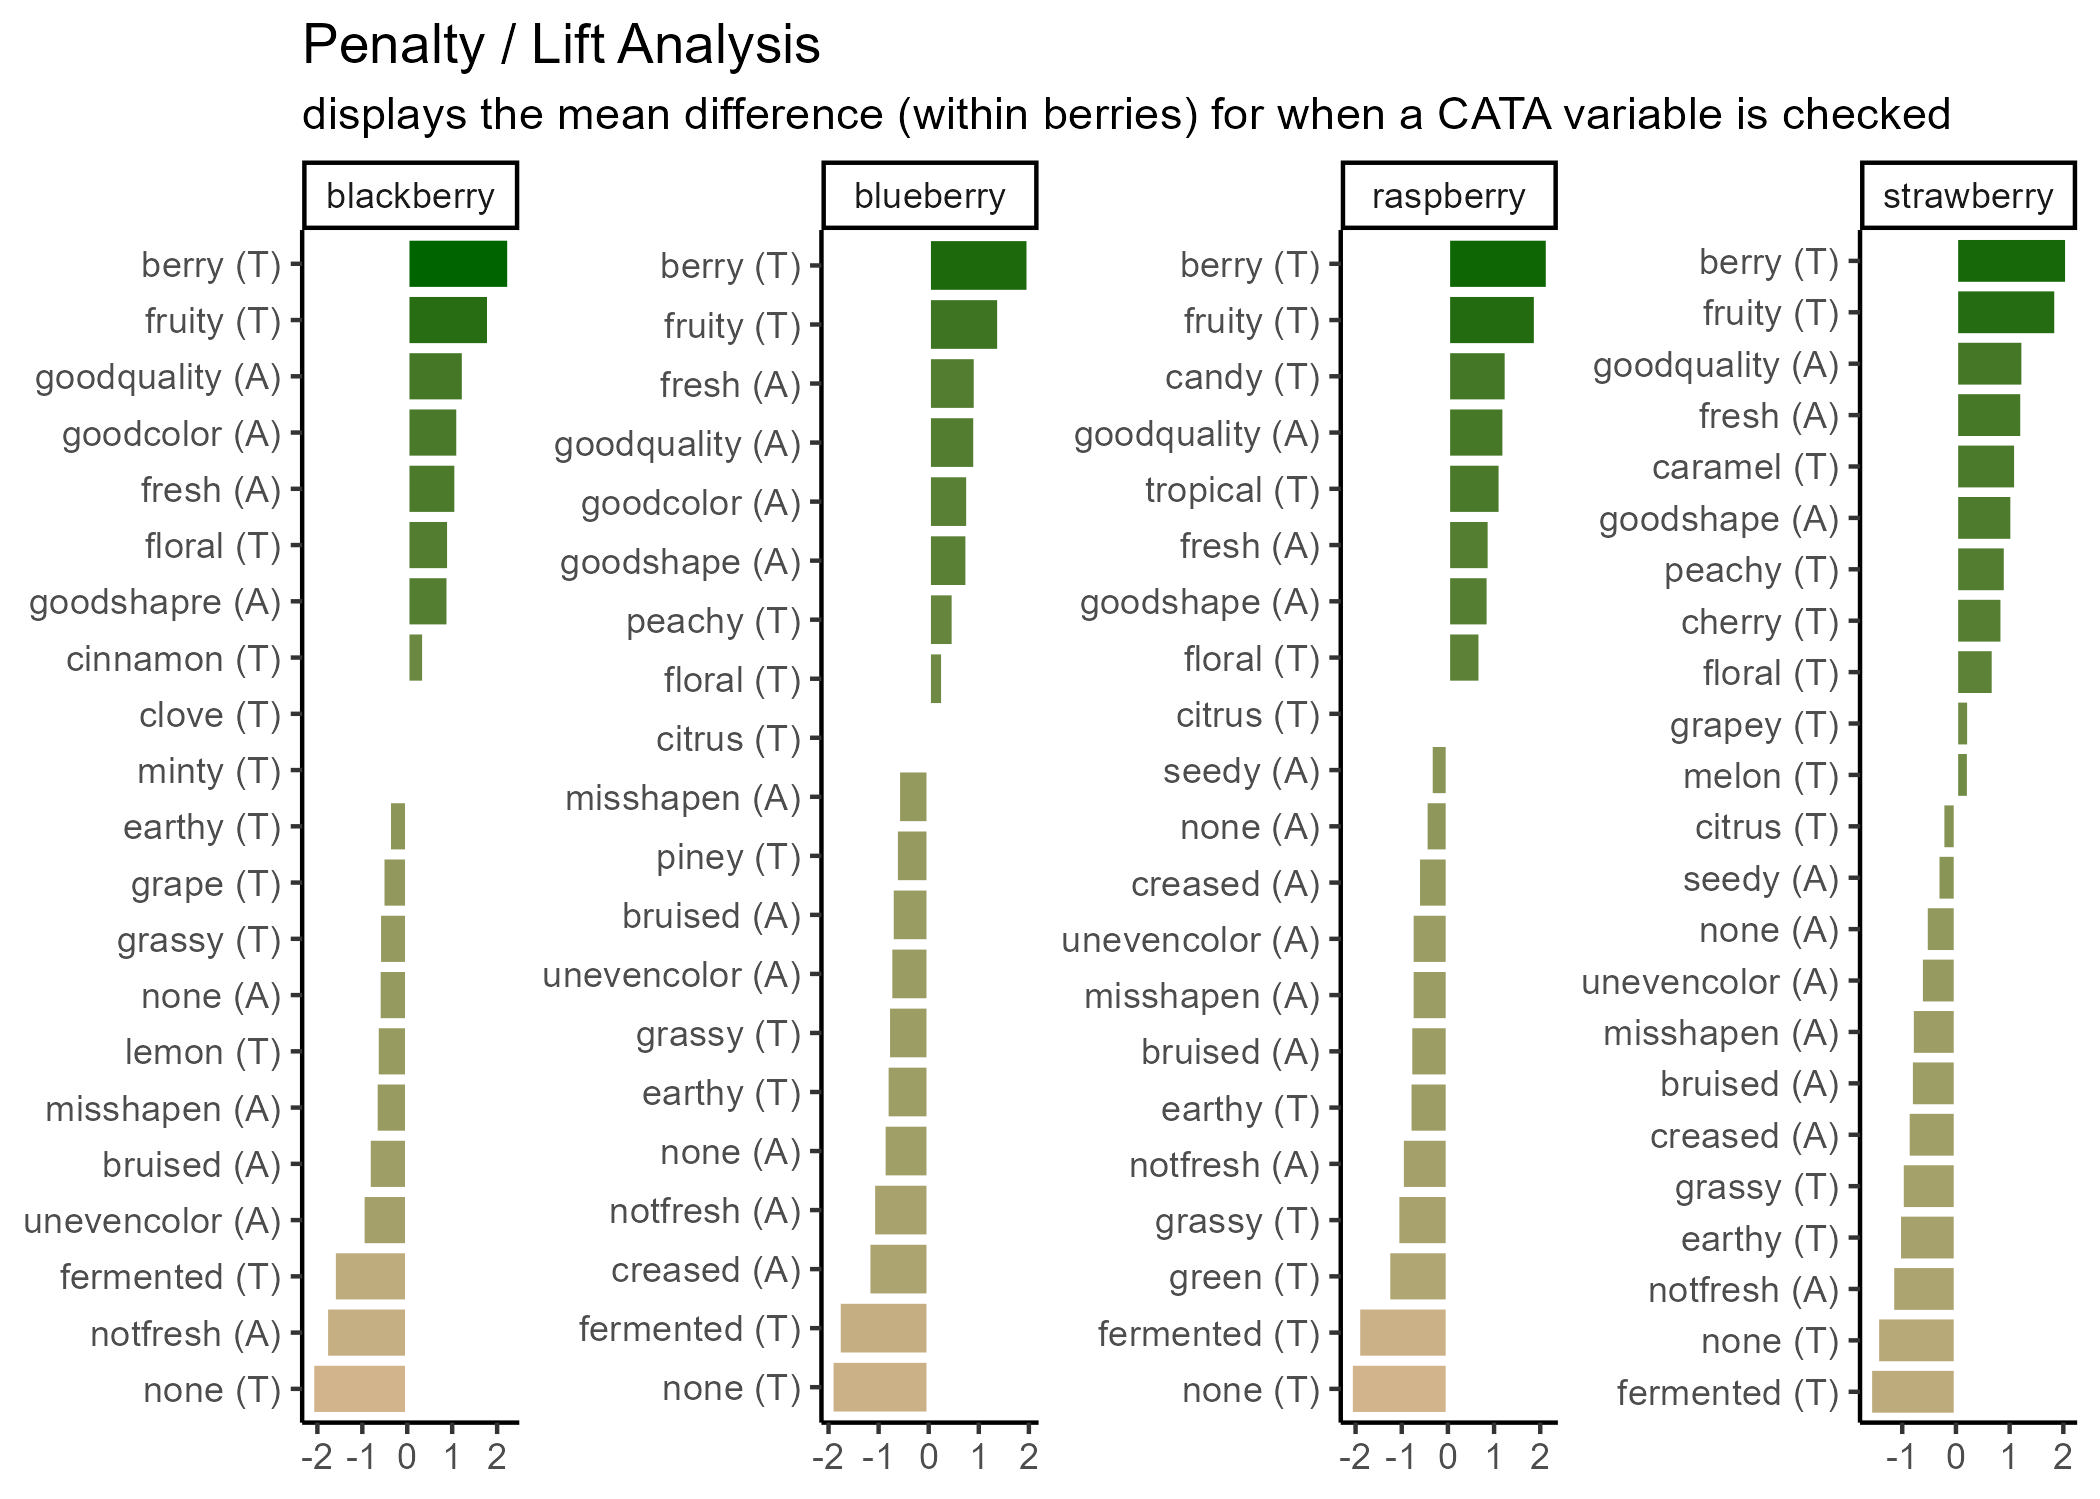 Penalty / Lift Analysis
displays the mean difference (within berries) for when a CATA variable is checked
blackberry
berry (T)
fruity (T)
goodquality (A)
goodcolor (A)
fresh (A)
floral (T)
goodshapre (A)
cinnamon (T)
clove (T)
minty (T)
earthy (T)
grape (T)
grassy (T)
none (A)
lemon (T)
misshapen (A)
bruised (A)
unevencolor (A)
fermented (T)
notfresh (A)
none (T)
-2 -1 0 1 2
blueberry
berry (T)
fruity (T)
fresh (A)
goodquality (A)
goodcolor (A)
goodshape (A)
peachy (T)
floral (T)
citrus (T)
misshapen (A)
piney (T)
bruised (A)
unevencolor (A)
grassy (T)
earthy (T)
none (A)
notfresh (A)
creased (A)
fermented (T)
none (T)
-2 -1 0 1 2
raspberry
berry (T)
fruity (T)
candy (T)
goodquality (A)
tropical (T)
fresh (A)
goodshape (A)
floral (T)
citrus (T)
seedy (A)
none (A)
creased (A)
unevencolor (A)
misshapen (A)
bruised (A)
earthy (T)
notfresh (A)
grassy (T)
green (T)
fermented (T)
none (T)
-2 -1 0 1 2
strawberry
berry (T)
fruity (T)
goodquality (A)
fresh (A)
caramel (T)
goodshape (A)
peachy (T)
cherry (T)
floral (T)
grapey (T)
melon (T)
citrus (T)
seedy (A)
none (A)
unevencolor (A)
misshapen (A)
bruised (A)
creased (A)
grassy (T)
earthy (T)
notfresh (A)
none (T)
fermented (T)
-1 0 1 2